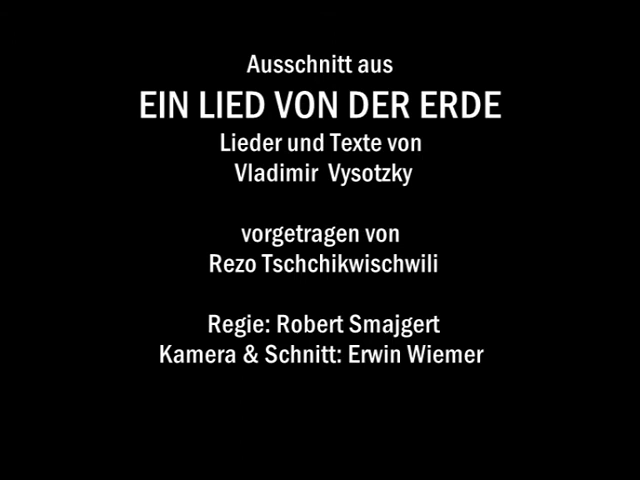 Ausschnitt aus
EIN LIED VON DER ERDE
Lieder und Texte von
Vladimir Vysotzky
vorgetragen von
Rezo Tschchikwischwili
Regie: Robert Smajgert
Kamera & Schnitt: Erwin Wiemer